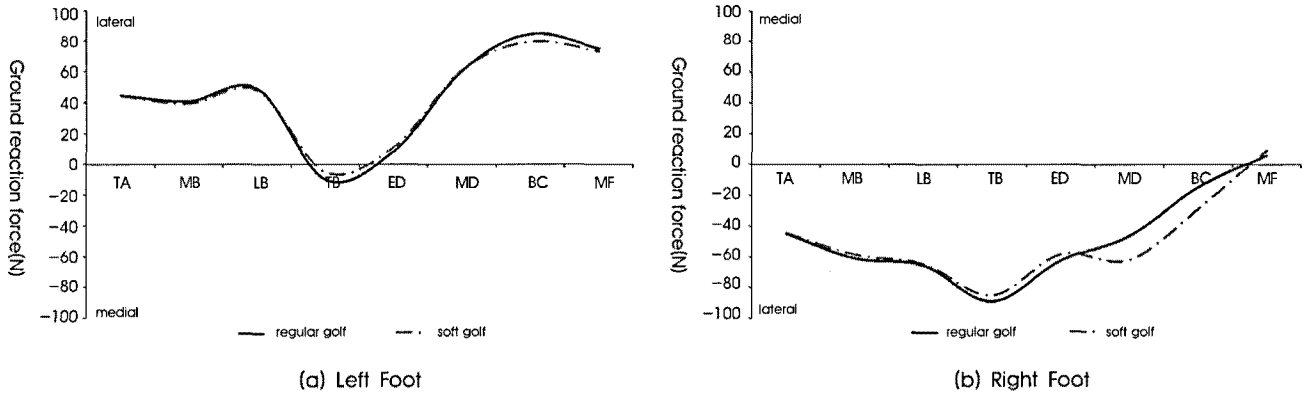 lateral
100
80
60
40
20
0
−20
−40
−60
−80
−100
Ground reaction force(N)
TA MB LB TB ED MD BC MF
medial
regular golf soft golf
(a) Left Foot
medial
100
80
60
40
20
0
−20
−40
−60
−80
−100
Ground reaction force(N)
TA MB LB TB ED MD BC MF
lateral
regular golf soft golf
(b) Right Foot